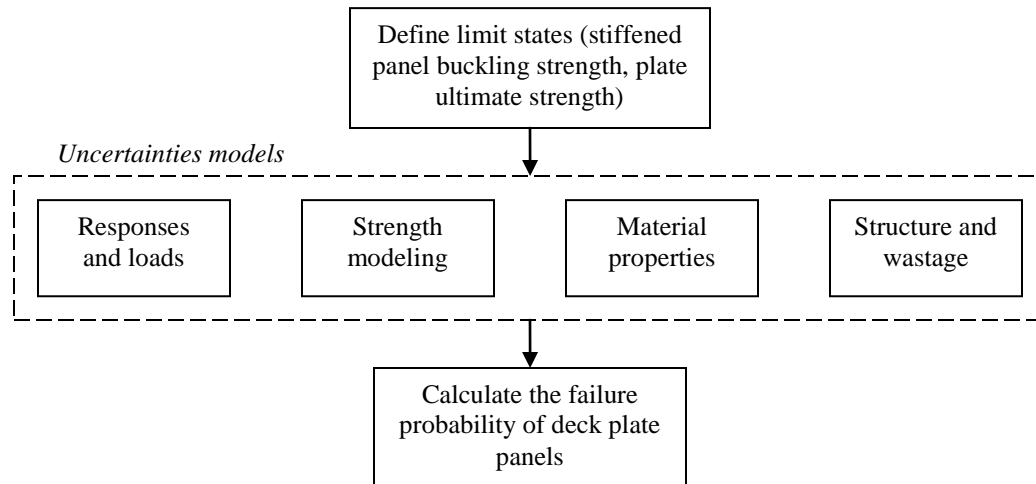 Define limit states (stiffened
panel buckling strength, plate
ultimate strength)
Uncertainties models
Responses
and loads
Strength
modeling
Material
properties
Structure and
wastage
Calculate the failure
probability of deck plate
panels